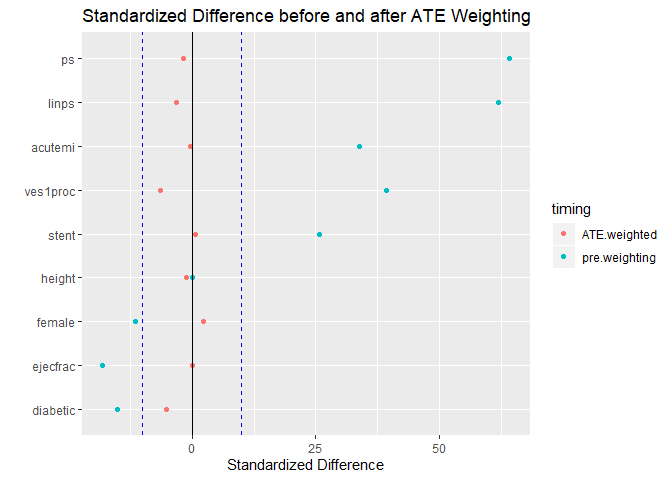 Standardized Difference before and after ATE Weighting
ps
linps
acutemi
ves1proc
stent
height
female
ejecfrac
diabetic
0
25
50
Standardized Difference
timing
ATE.weighted
pre.weighting